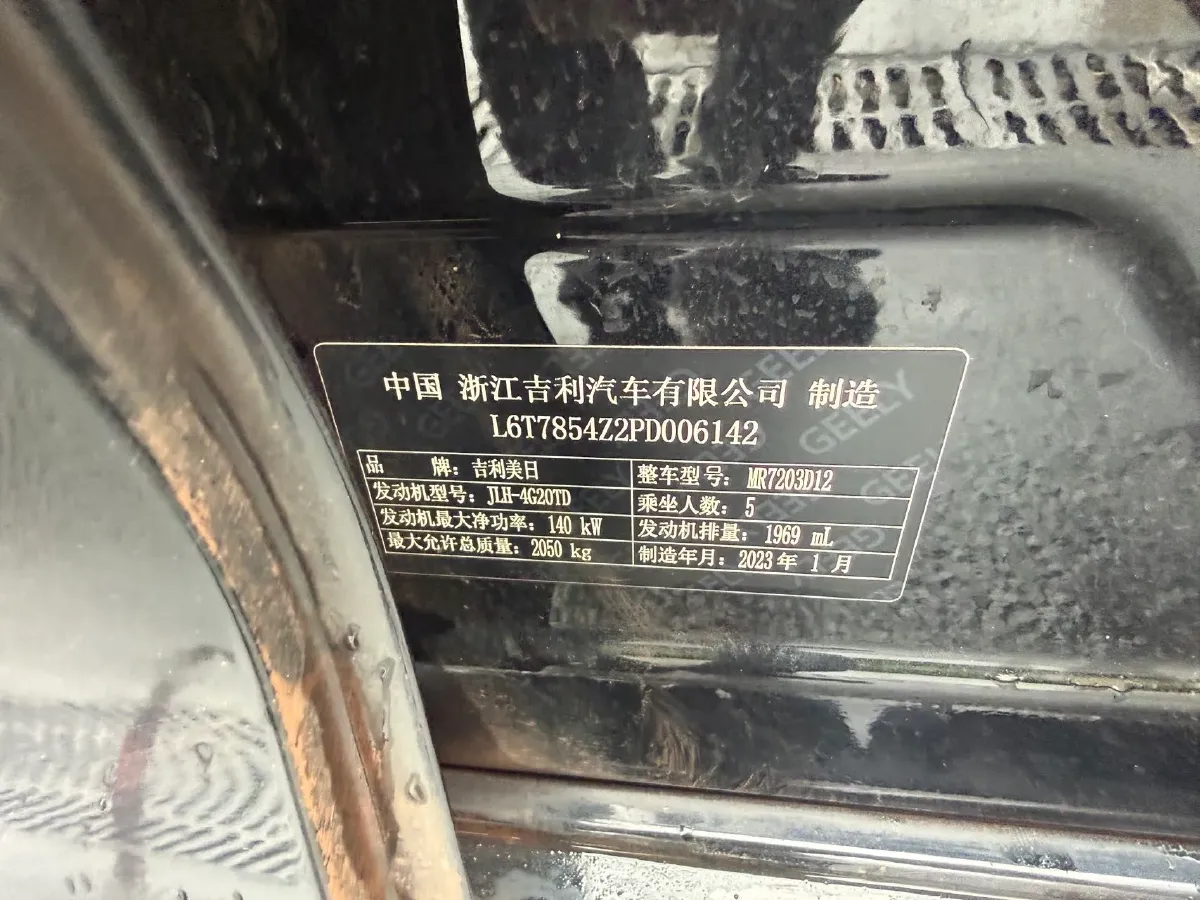 中国 浙江吉利汽车有限公司 制造
L6T7854Z2PD006142
品 牌：吉利美日 整车型号：MR7203D12
发动机型号：JLH-4G20TD 乘坐人数：5
发动机最大净功率：140 kW 发动机排量：1969 mL
最大允许总质量：2050 kg 制造年月：2023 年 1 月
GEELY